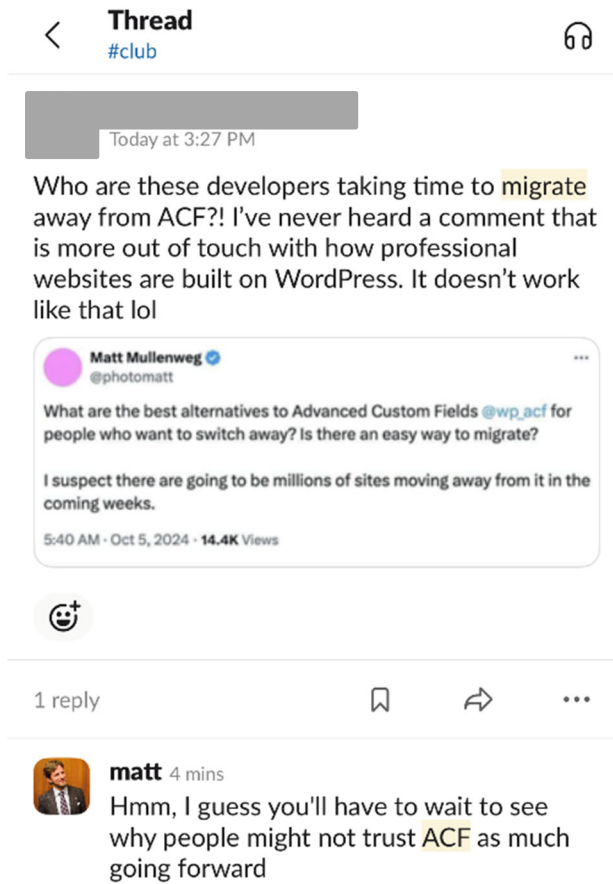 Thread
#club
Today at 3:27 PM
Who are these developers taking time to migrate
away from ACF?! I've never heard a comment that
is more out of touch with how professional
websites are built on WordPress. It doesn't work
like that lol
Matt Mullenweg
@photomatt
What are the best alternatives to Advanced Custom Fields @wp_acf for
people who want to switch away? Is there an easy way to migrate?
I suspect there are going to be millions of sites moving away from it in the
coming weeks.
5:40 AM · Oct 5, 2024 · 14.4K Views
1 reply
matt 4 mins
Hmm, I guess you'll have to wait to see
why people might not trust ACF as much
going forward